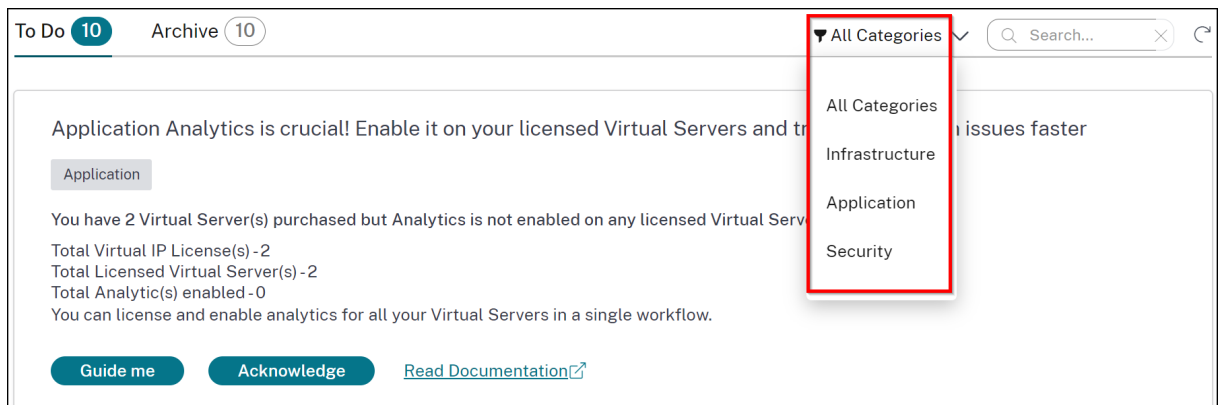 To Do 10 Archive 10 All Categories Search...
All Categories
Infrastructure
Application
Security
Application Analytics is crucial! Enable it on your licensed Virtual Servers and tr issues faster
Application
You have 2 Virtual Server(s) purchased but Analytics is not enabled on any licensed Virtual Serv
Total Virtual IP License(s) - 2
Total Licensed Virtual Server(s) - 2
Total Analytic(s) enabled - 0
You can license and enable analytics for all your Virtual Servers in a single workflow.
Guide me Acknowledge Read Documentation